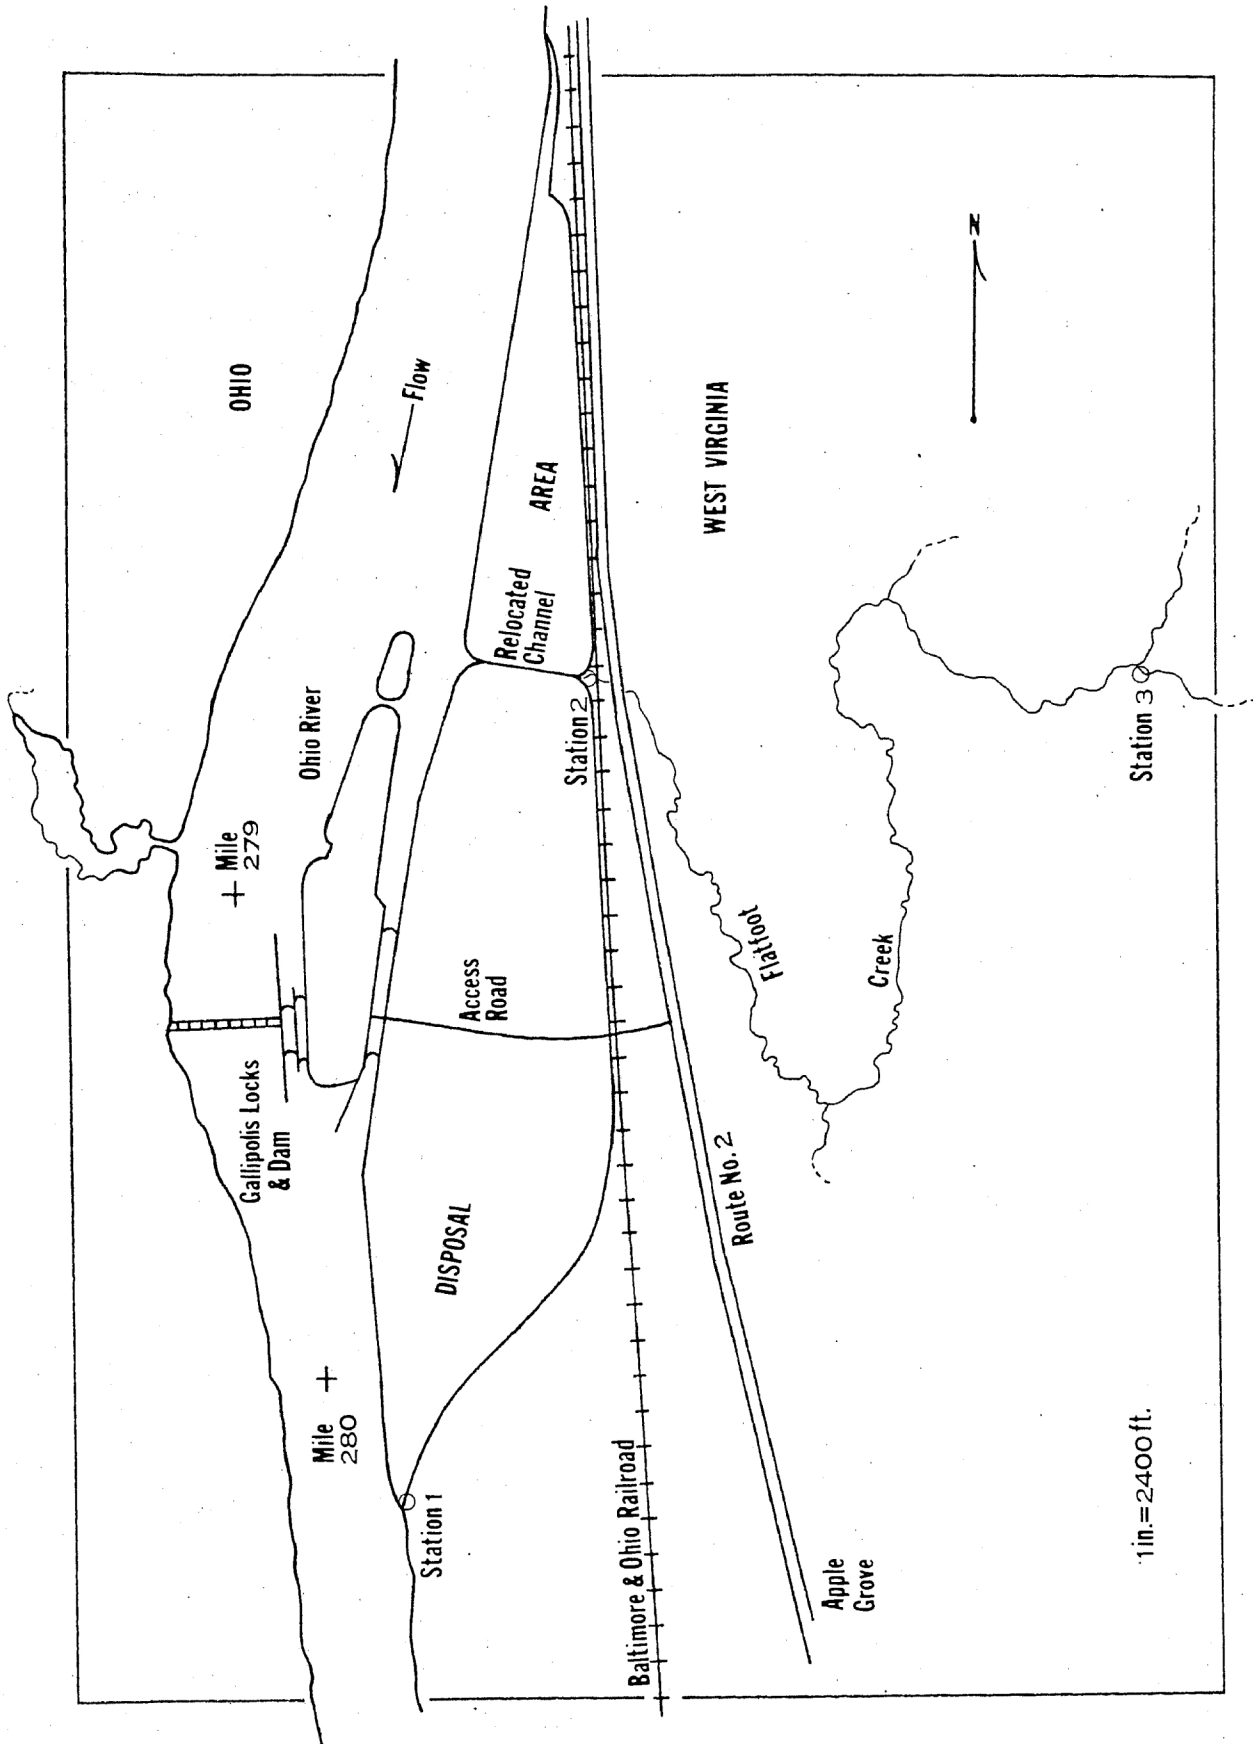 OHIO
Flow
AREA
WEST VIRGINIA
N
Relocated
Channel
Ohio River
Station 2
Station 3
Mile
279
Flatfoot
Creek
Access
Road
Gallipolis Locks
& Dam
DISPOSAL
Route No. 2
Mile
280
Station 1
Baltimore & Ohio Railroad
Apple
Grove
1in.=2400ft.